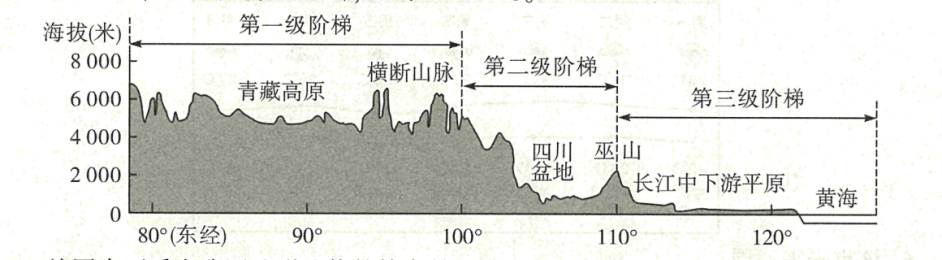 海拔(米)
第一级阶梯
8 000
横断山脉
第二级阶梯
6 000
青藏高原
第三级阶梯
4 000
四川
盆地
巫山
2 000
长江中下游平原
黄海
0
80°(东经)
90°
100°
110°
120°